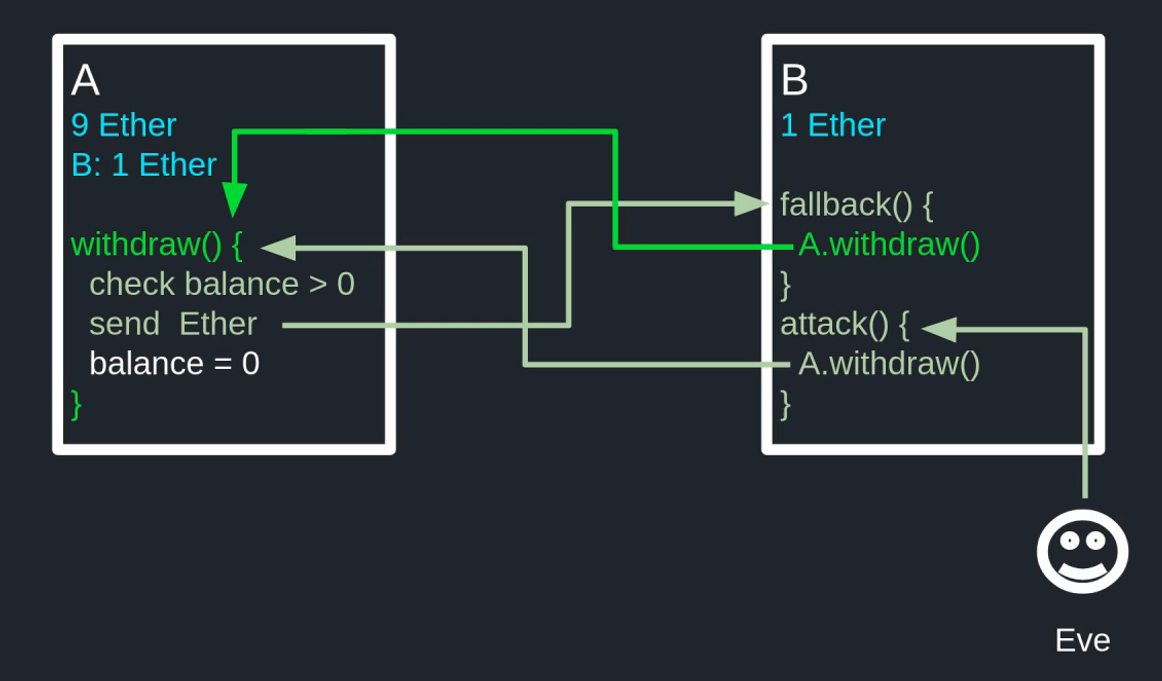 A
9 Ether
B: 1 Ether
withdraw() {
check balance > 0
send  Ether
balance = 0
}
B
1 Ether
fallback() {
A.withdraw()
}
attack() {
A.withdraw()
}
Eve